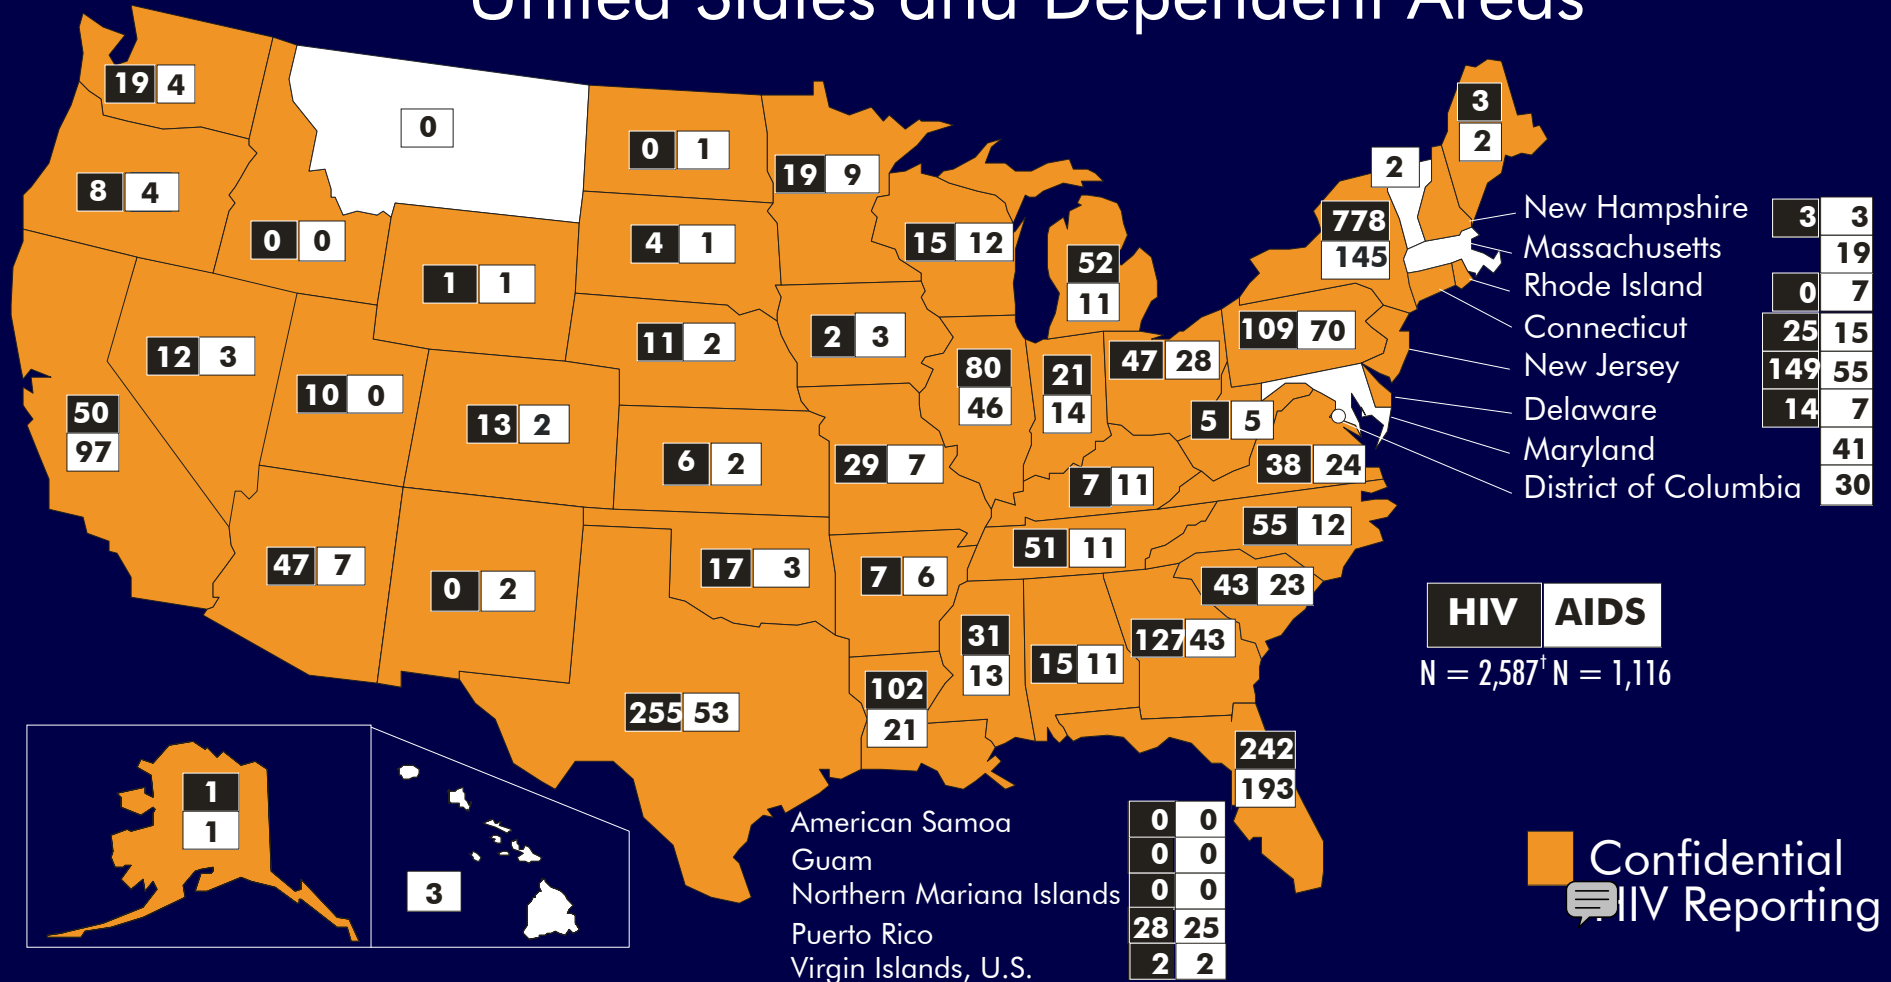 United States and Dependent Areas
19 4
0
3
2
0 1
19 9
2
8 4
778
145
New Hampshire 3 3
0 0
4 1
15 12
Massachusetts 19
52
11
1 1
Rhode Island 0 7
Connecticut 25 15
109 70
11 2
2 3
12 3
47 28
New Jersey 149 55
80
46
21
14
10 0
50
97
13 2
5 5
Delaware 14 7
Maryland 41
6 2
29 7
38 24
7 11
District of Columbia 30
55 12
51 11
47 7
17 3
7 6
0 2
43 23
HIV AIDS
31
13
127 43
15 11
N = 2,587† N = 1,116
102
21
255 53
242
193
1
1
3
American Samoa 0 0
Guam 0 0
Northern Mariana Islands 0 0
Puerto Rico 28 25
Virgin Islands, U.S. 2 2
Confidential
HIV Reporting